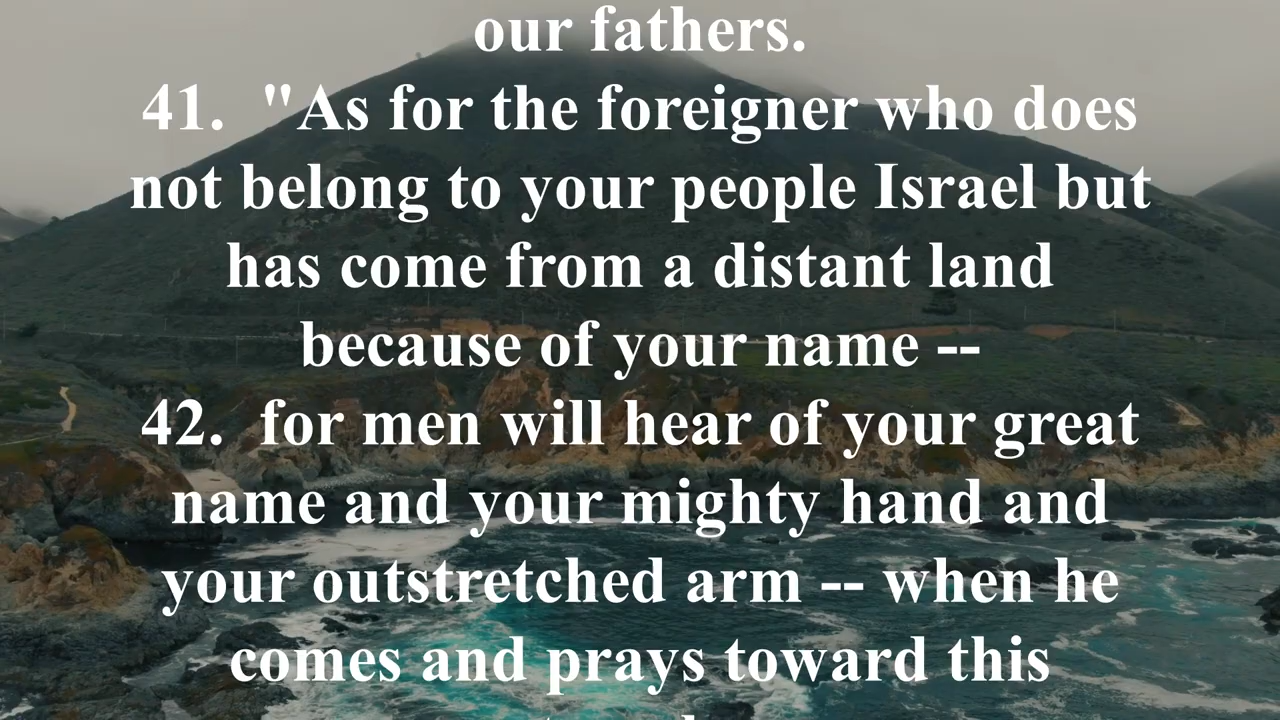 our fathers.
41. "As for the foreigner who does
not belong to your people Israel but
has come from a distant land
because of your name --
42. for men will hear of your great
name and your mighty hand and
your outstretched arm -- when he
comes and prays toward this